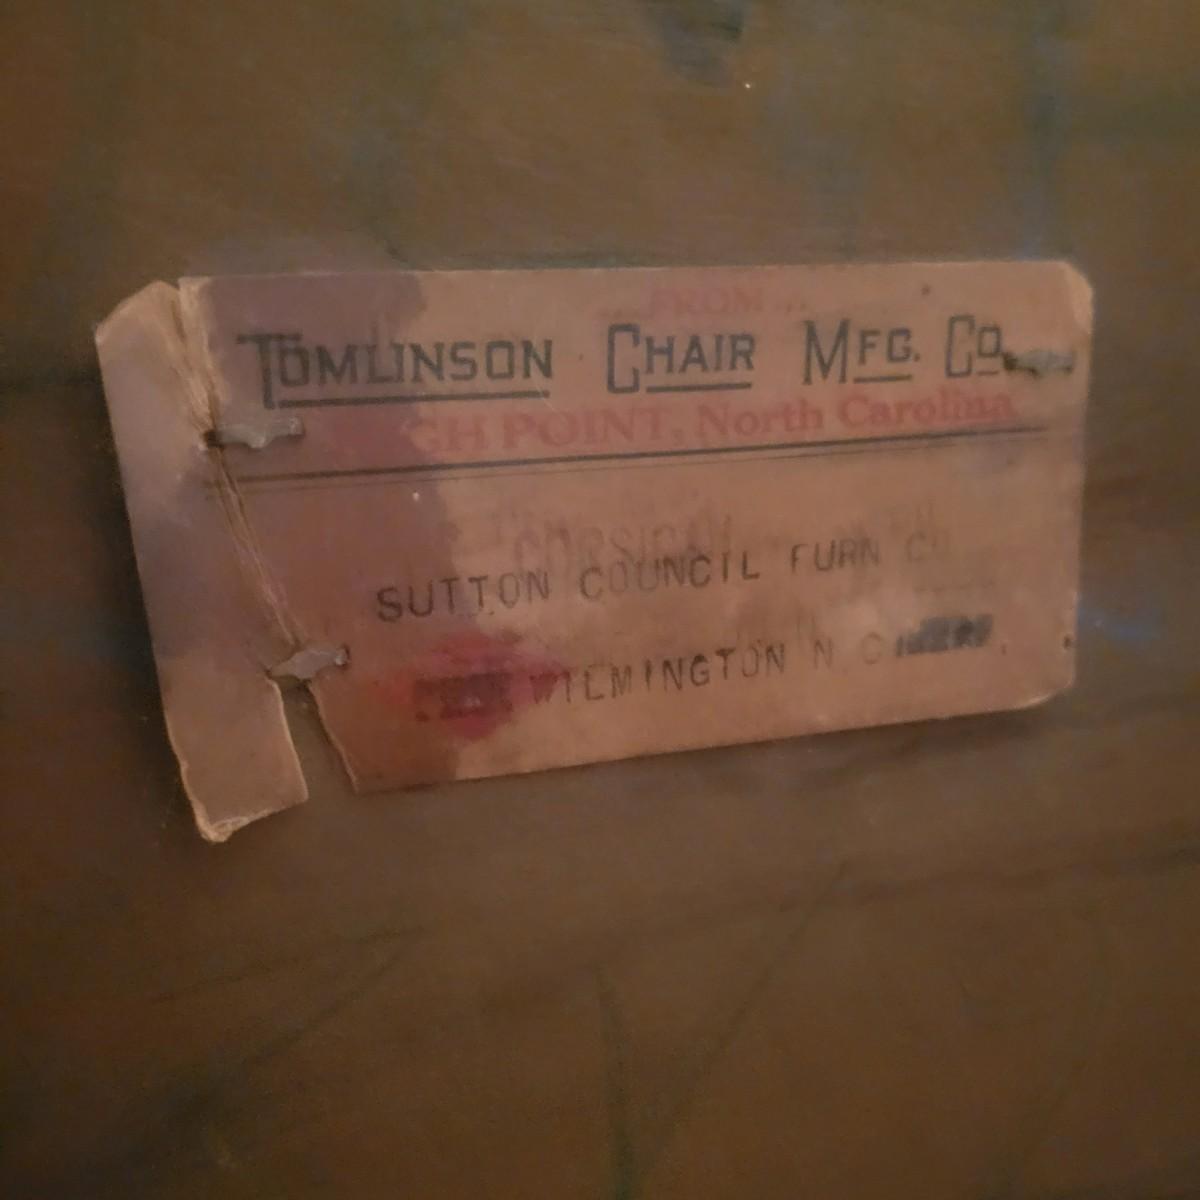 FROM ...
TOMLINSON CHAIR MFG. CO.
GH POINT, North Carolina
SUTTON COUNCIL FURN CO
WILMINGTON N C